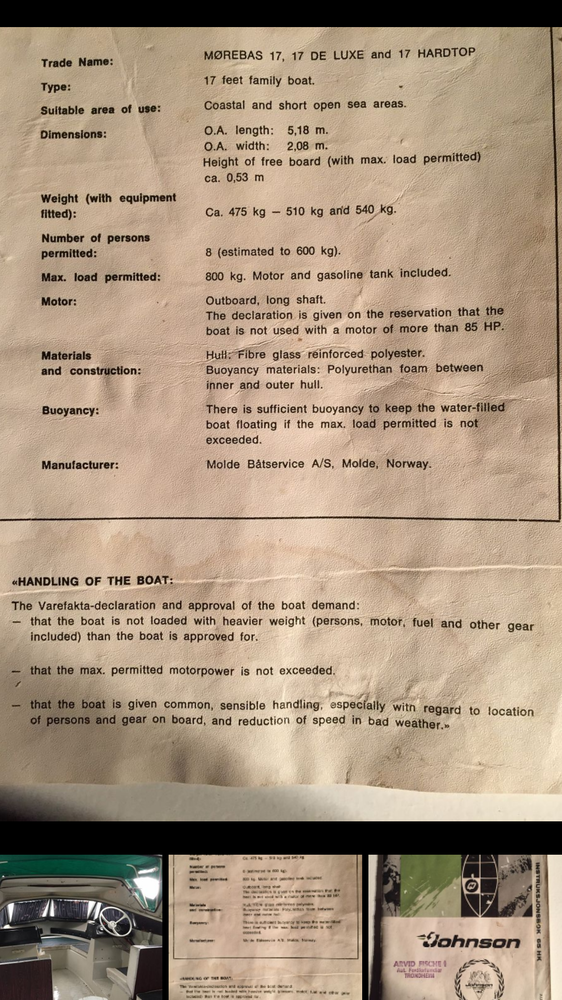 Trade Name: MØREBAS 17, 17 DE LUXE and 17 HARDTOP
Type: 17 feet family boat.
Suitable area of use: Coastal and short open sea areas.
Dimensions: O.A. length: 5,18 m.
O.A. width: 2,08 m.
Height of free board (with max. load permitted)
ca. 0,53 m
Weight (with equipment
fitted): Ca. 475 kg — 510 kg and 540 kg.
Number of persons
permitted: 8 (estimated to 600 kg).
Max. load permitted: 800 kg. Motor and gasoline tank included.
Motor: Outboard, long shaft.
The declaration is given on the reservation that the
boat is not used with a motor of more than 85 HP.
Materials
and construction: Hull: Fibre glass reinforced polyester.
Buoyancy materials: Polyurethan foam between
inner and outer hull.
Buoyancy: There is sufficient buoyancy to keep the water-filled
boat floating if the max. load permitted is not
exceeded.
Manufacturer: Molde Båtservice A/S, Molde, Norway.
«HANDLING OF THE BOAT:
The Varefakta-declaration and approval of the boat demand:
— that the boat is not loaded with heavier weight (persons, motor, fuel and other gear
included) than the boat is approved for.
— that the max. permitted motorpower is not exceeded.
— that the boat is given common, sensible handling, especially with regard to location
of persons and gear on board, and reduction of speed in bad weather.»
Johnson
INSTRUKSJONSBOK
ARVID
TRONDHEIM
Johnson